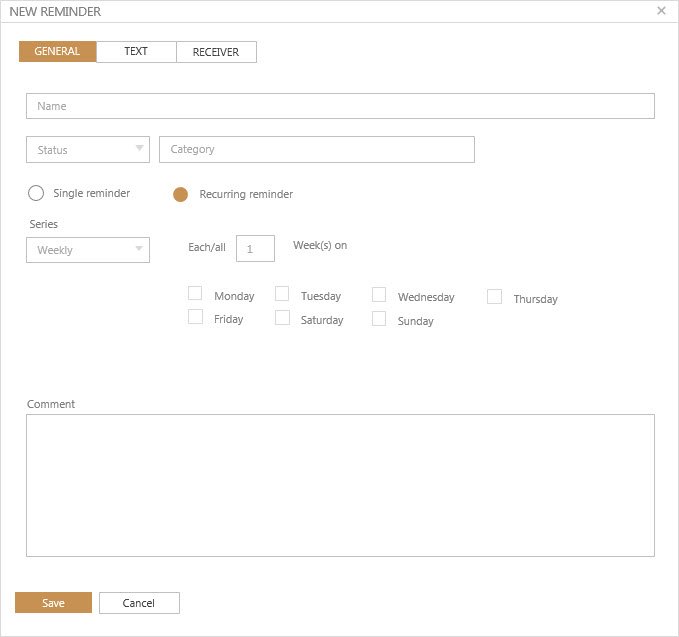 NEW REMINDER
GENERAL TEXT RECEIVER
Name
Status Category
Single reminder Recurring reminder
Series
Weekly Each/all 1 Week(s) on
Monday Tuesday Wednesday Thursday
Friday Saturday Sunday
Comment
Save Cancel